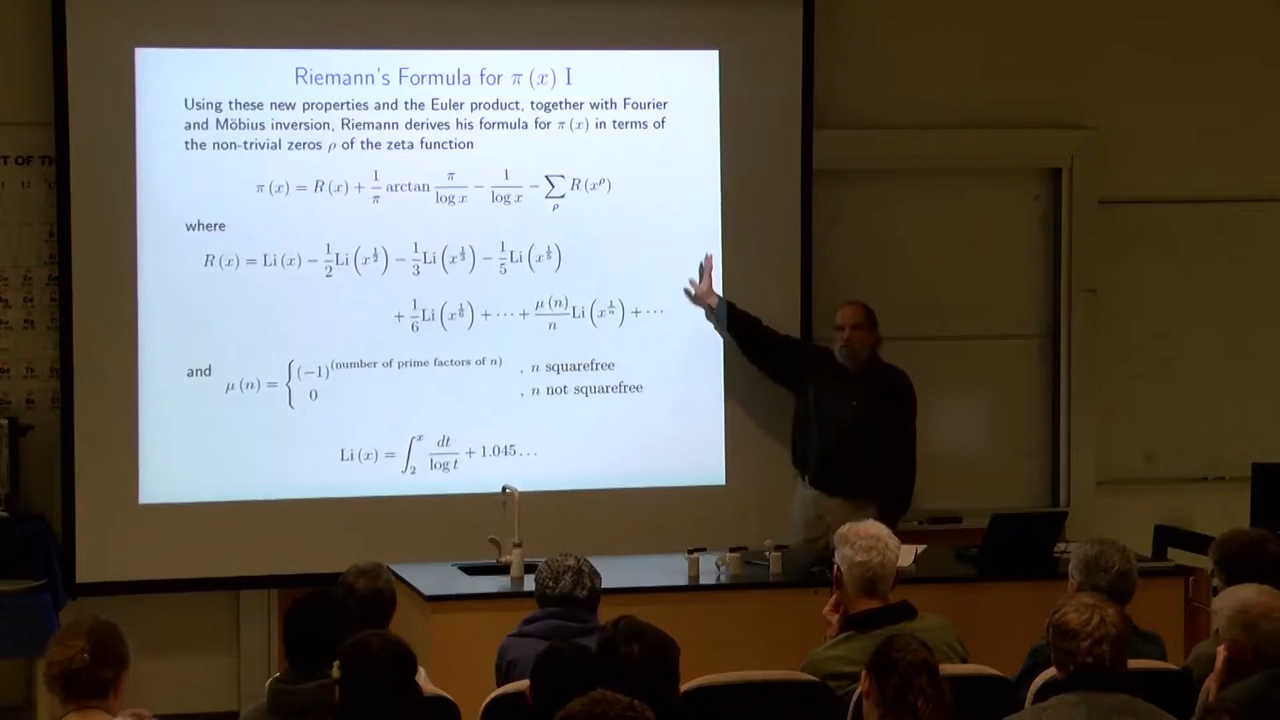 Riemann's Formula for π (x) I
Using these new properties and the Euler product, together with Fourier
and Möbius inversion, Riemann derives his formula for π (x) in terms of
the non-trivial zeros ρ of the zeta function
π (x) = R (x) + 1/π arctan π/log x − 1/log x − ∑_ρ R (x^ρ)
where
R (x) = Li (x) − 1/2 Li (x^{1/2}) − 1/3 Li (x^{1/3}) − 1/5 Li (x^{1/5})
+ 1/6 Li (x^{1/6}) + ··· + μ (n)/n Li (x^{1/n}) + ···
and μ (n) = { (−1)^{(number of prime factors of n)} , n squarefree
0 , n not squarefree
Li (x) = ∫_2^x dt/log t + 1.045…
T OF TH